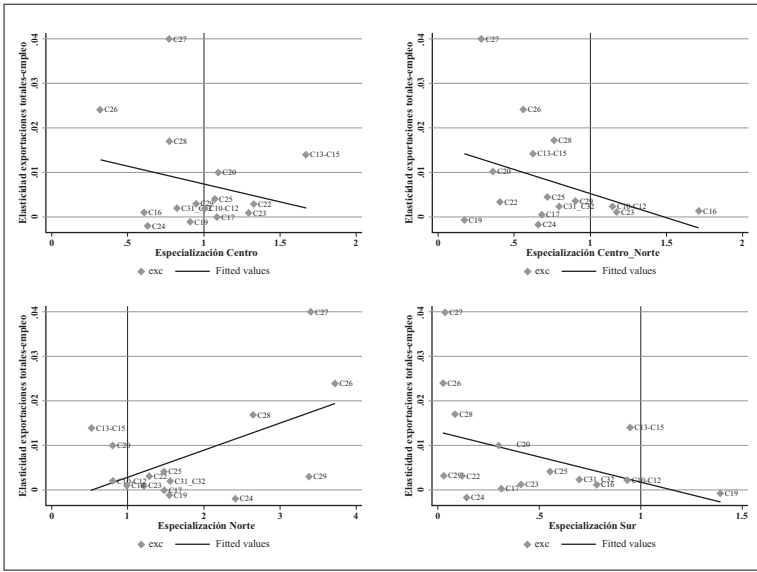 Elasticidad exportaciones totales-empleo
.04
.03
.02
.01
0
C27
C26
C28
C13-C15
C20
C25
C29
C22
C31_C32
C10-C12
C16
C23
C17
C19
C24
0
.5
1
1.5
2
Especialización Centro
exc
Fitted values
Elasticidad exportaciones totales-empleo
.04
.03
.02
.01
0
C27
C26
C28
C13-C15
C20
C25
C22
C29
C31_C32
C10-C12
C23
C16
C17
C19
C24
0
.5
1
1.5
2
Especialización Centro_Norte
exc
Fitted values
Elasticidad exportaciones totales-empleo
.04
.03
.02
.01
0
C27
C26
C28
C13-C15
C20
C25
C22
C29
C10-C12
C31_C32
C16
C23
C17
C19
C24
0
1
2
3
4
Especialización Norte
exc
Fitted values
Elasticidad exportaciones totales-empleo
.04
.03
.02
.01
0
C27
C26
C28
C13-C15
C20
C25
C29
C22
C31_C32
C10-C12
C23
C16
C17
C19
C24
0
.5
1
1.5
Especialización Sur
exc
Fitted values